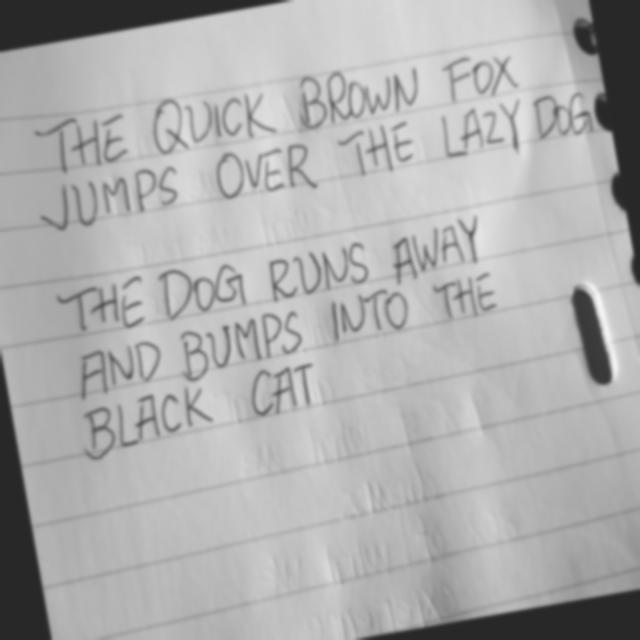 THE QUICK BROWN FOX
JUMPS OVER THE LAZY DOG
THE DOG RUNS AWAY
AND BUMPS INTO THE
BLACK CAT